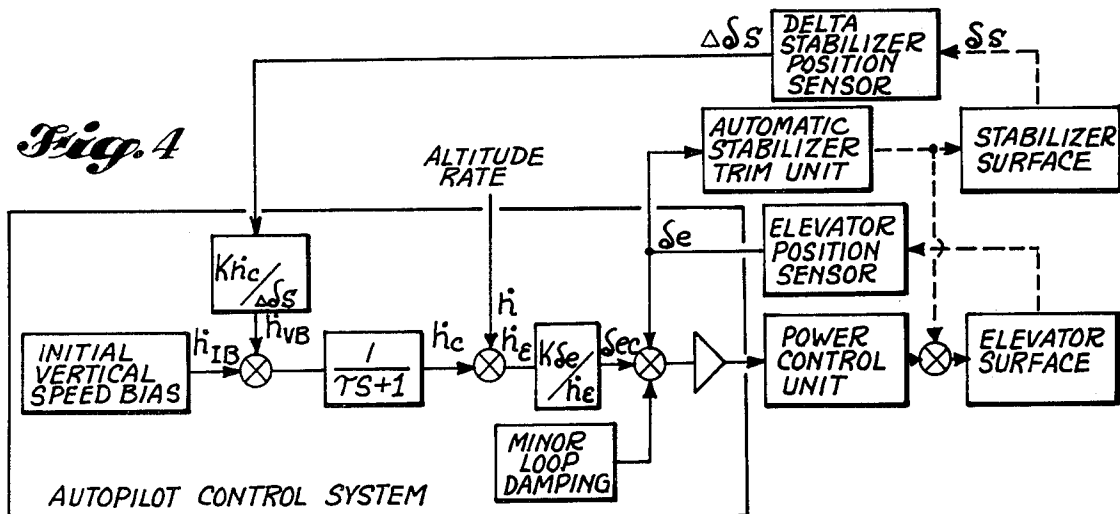 Fig. 4
Δδs
DELTA
STABILIZER
POSITION
SENSOR
δs
AUTOMATIC
STABILIZER
TRIM UNIT
STABILIZER
SURFACE
ALTITUDE
RATE
δe
ELEVATOR
POSITION
SENSOR
Kḣc/
Δδs
ḣVB
ḣIB
INITIAL
VERTICAL
SPEED BIAS
1
τS+1
ḣc
ḣ
ḣε
Kδe
/ḣε
δec
POWER
CONTROL
UNIT
ELEVATOR
SURFACE
MINOR
LOOP
DAMPING
AUTOPILOT CONTROL SYSTEM